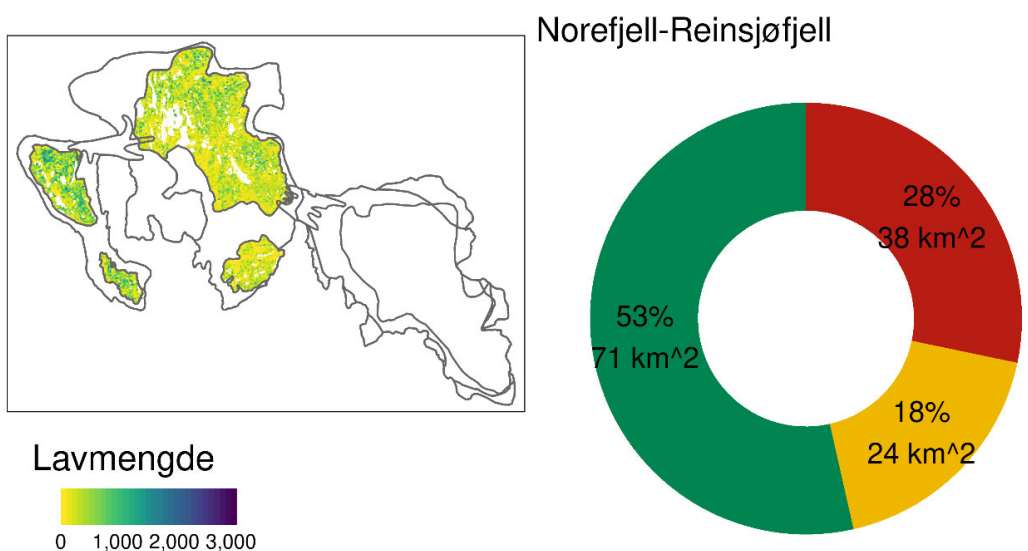 Norefjell-Reinsjøfjell
28%
38 km^2
53%
71 km^2
18%
24 km^2
Lavmengde
0 1,000 2,000 3,000